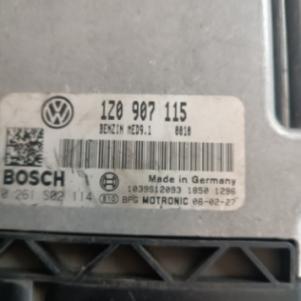 1Z0 907 115
BENZIN MED9.1 0010
BOSCH
Made in Germany
1039S12093 1850 1296
0 261 S02 114
BPG MOTRONIC 06-02-27